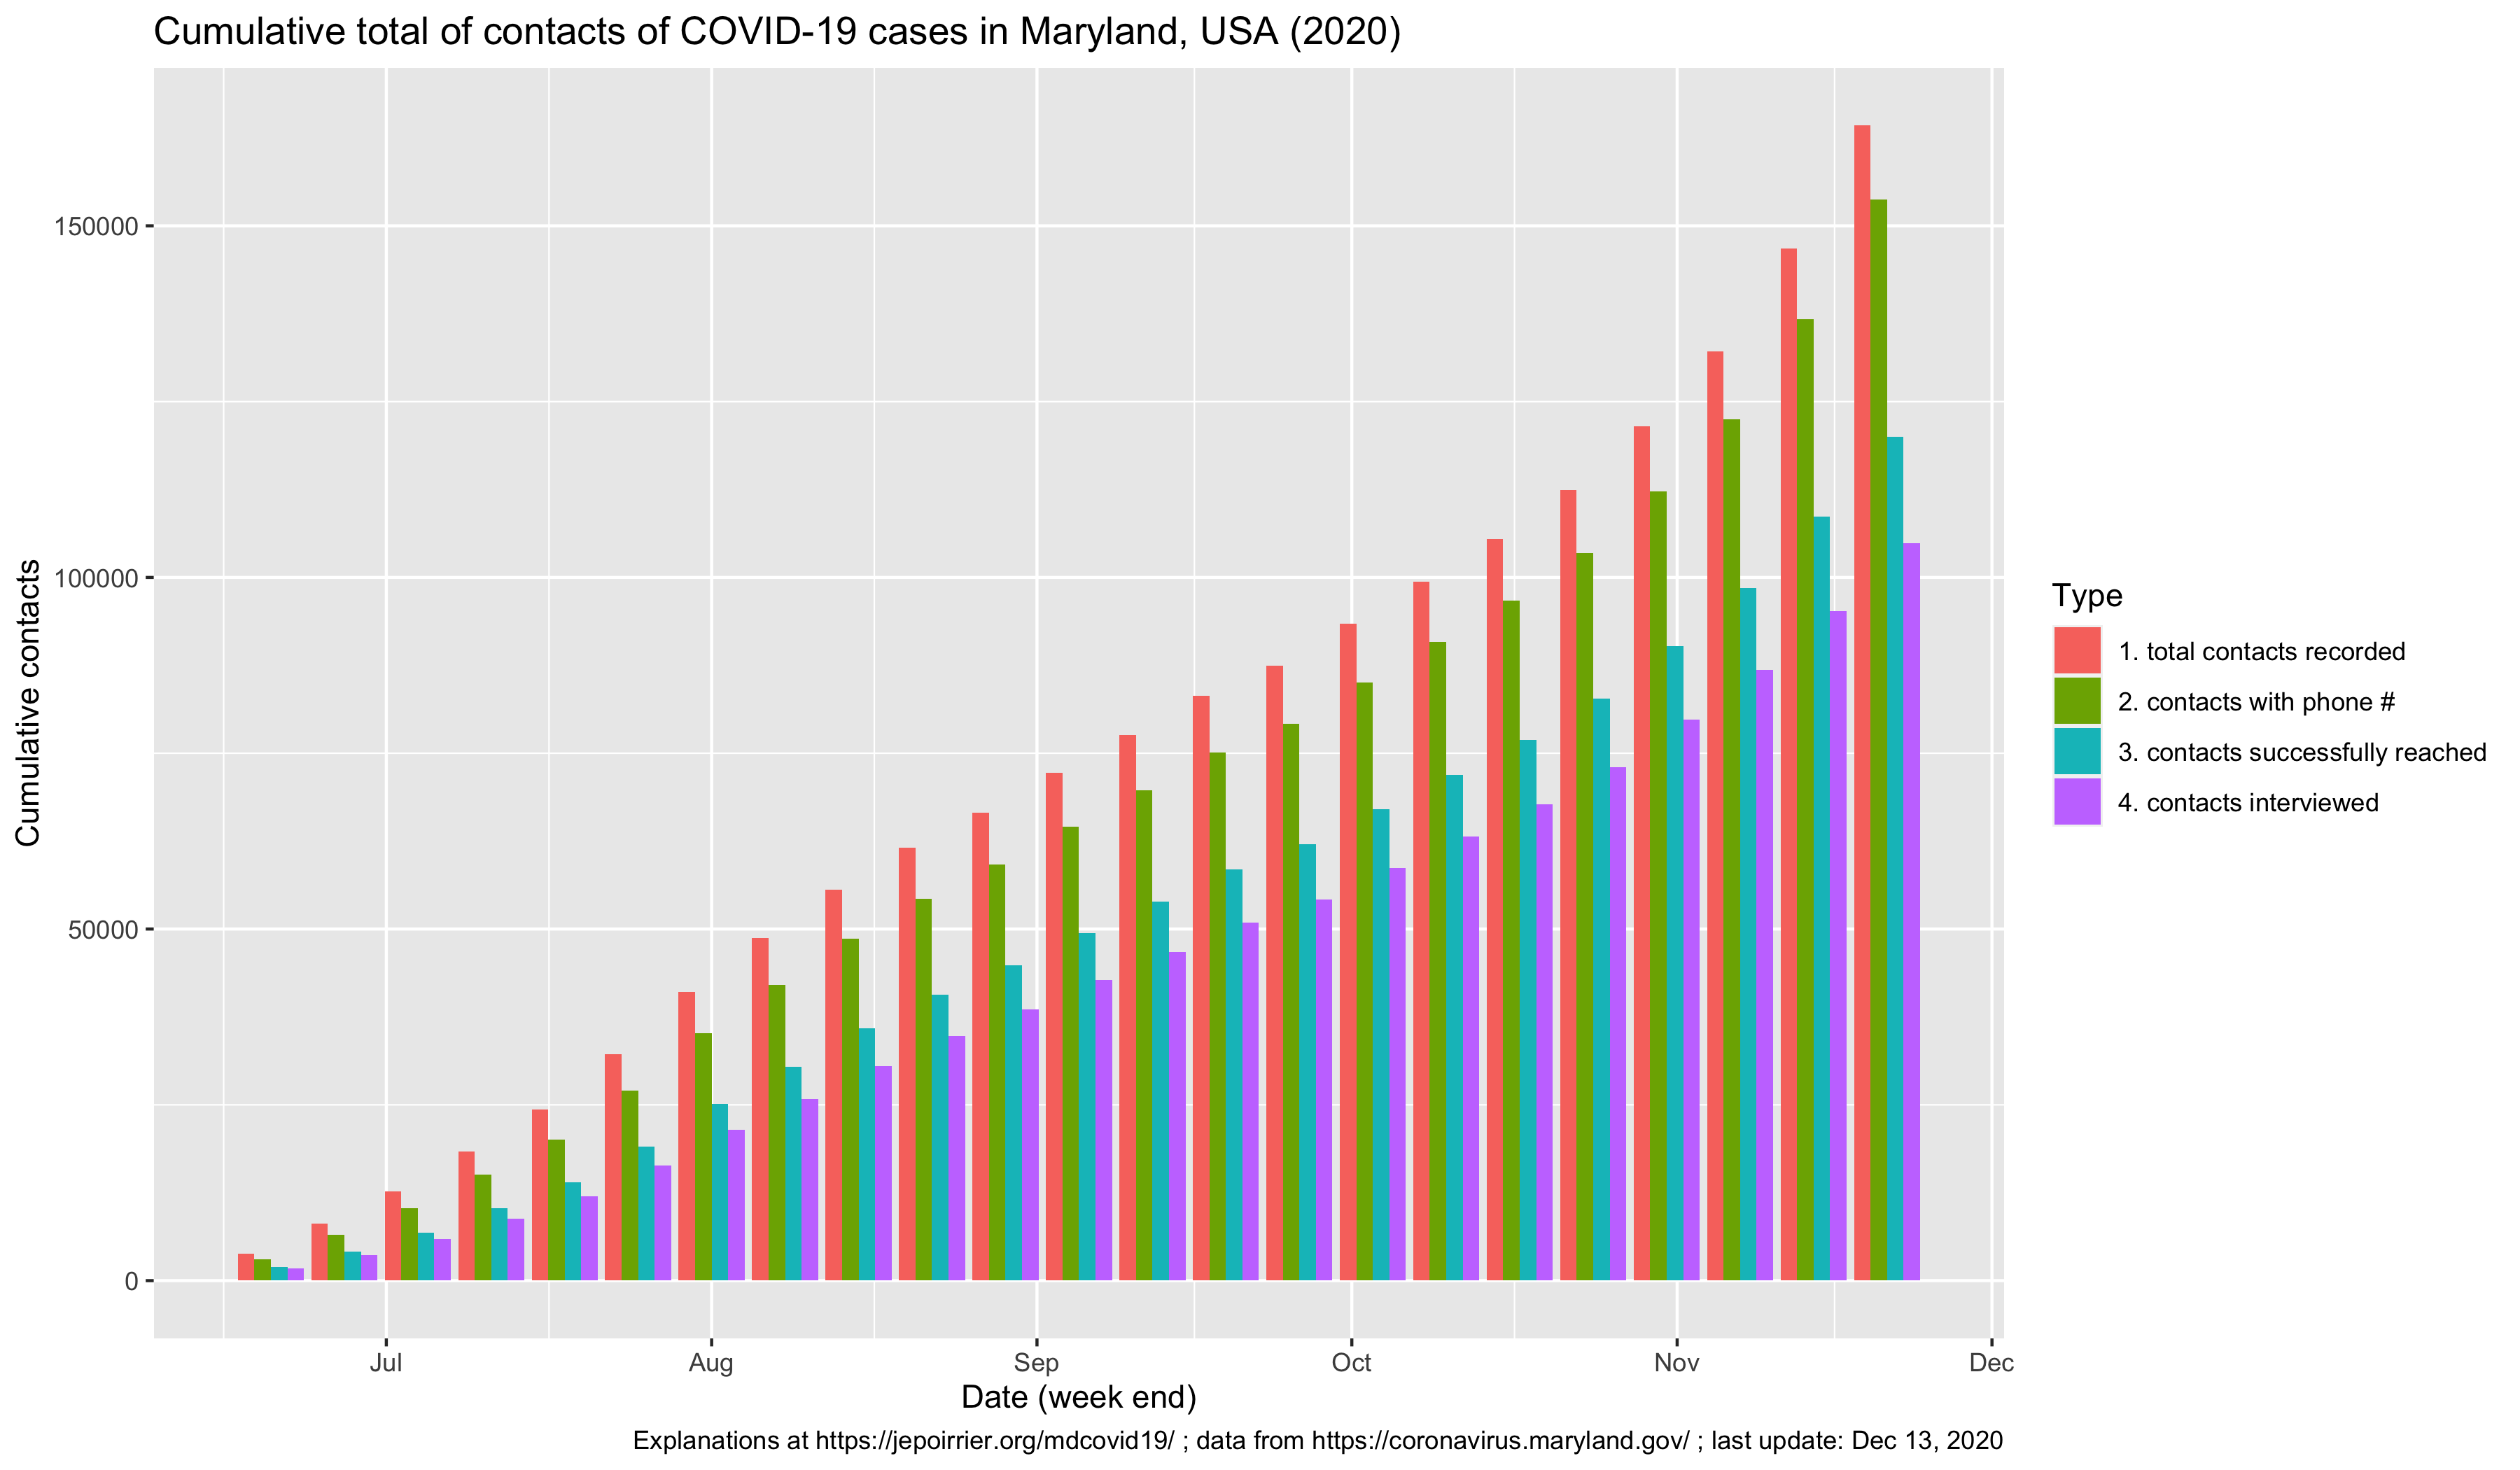 Cumulative total of contacts of COVID-19 cases in Maryland, USA (2020)
Cumulative contacts
150000
100000
50000
0
Jul Aug Sep Oct Nov Dec
Date (week end)
Type
1. total contacts recorded
2. contacts with phone #
3. contacts successfully reached
4. contacts interviewed
Explanations at https://jepoirrier.org/mdcovid19/ ; data from https://coronavirus.maryland.gov/ ; last update: Dec 13, 2020